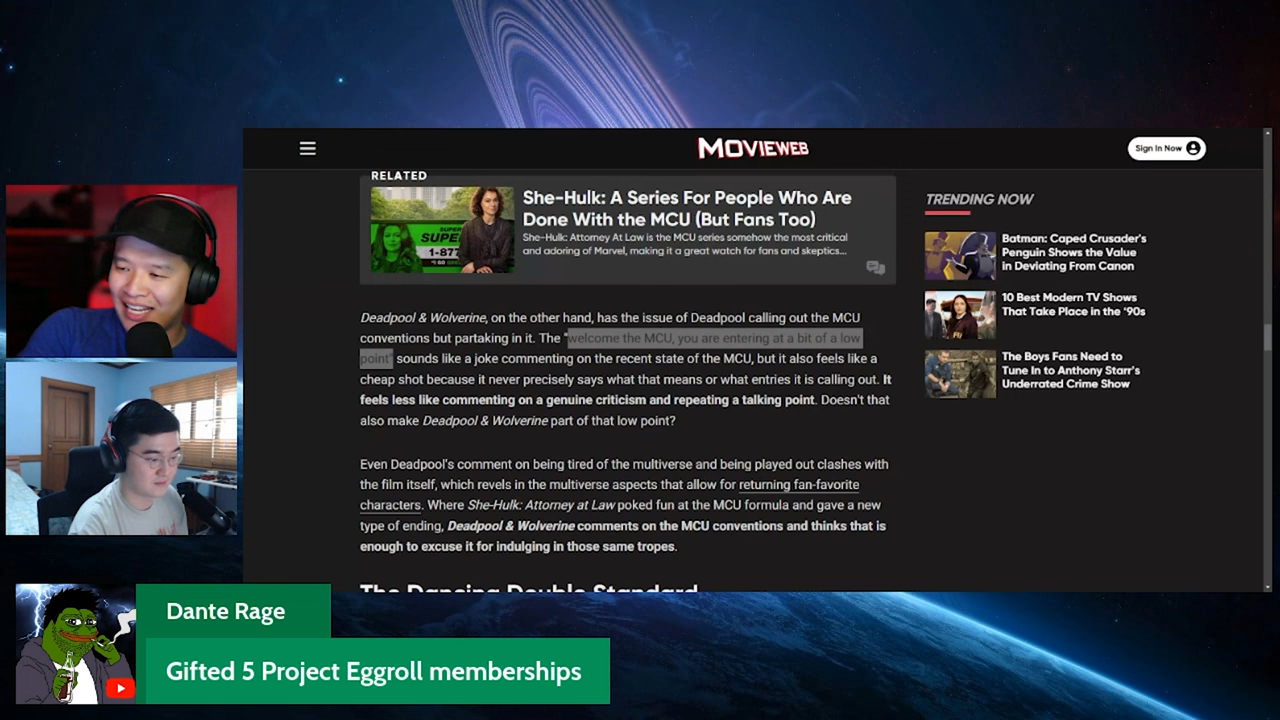 MOVIEWEB
Sign In Now
RELATED
She-Hulk: A Series For People Who Are
Done With the MCU (But Fans Too)
She-Hulk: Attorney At Law is the MCU series somehow the most critical
and adoring of Marvel, making it a great watch for fans and skeptics...
SUPER
SUPE
1-877
Deadpool & Wolverine, on the other hand, has the issue of Deadpool calling out the MCU
conventions but partaking in it. The "welcome the MCU, you are entering at a bit of a low
point" sounds like a joke commenting on the recent state of the MCU, but it also feels like a
cheap shot because it never precisely says what that means or what entries it is calling out. It
feels less like commenting on a genuine criticism and repeating a talking point. Doesn't that
also make Deadpool & Wolverine part of that low point?
Even Deadpool's comment on being tired of the multiverse and being played out clashes with
the film itself, which revels in the multiverse aspects that allow for returning fan-favorite
characters. Where She-Hulk: Attorney at Law poked fun at the MCU formula and gave a new
type of ending, Deadpool & Wolverine comments on the MCU conventions and thinks that is
enough to excuse it for indulging in those same tropes.
The Dancing Double Standard
TRENDING NOW
Batman: Caped Crusader's
Penguin Shows the Value
in Deviating From Canon
10 Best Modern TV Shows
That Take Place in the '90s
The Boys Fans Need to
Tune In to Anthony Starr's
Underrated Crime Show
Dante Rage
Gifted 5 Project Eggroll memberships